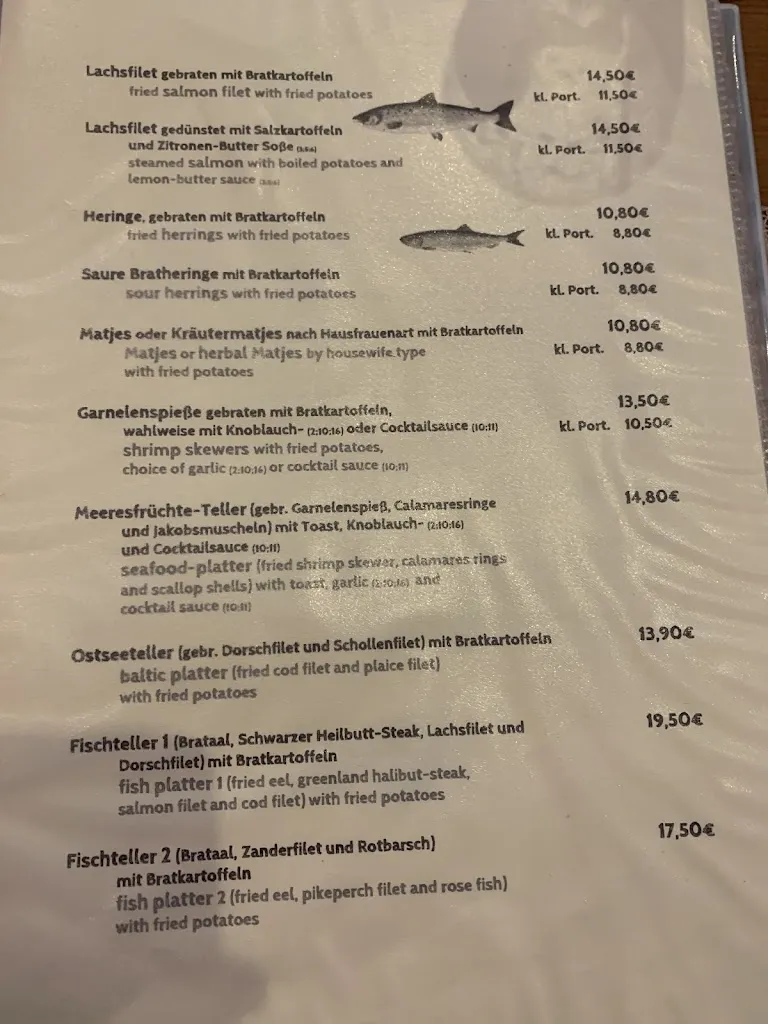 Lachsfilet gebraten mit Bratkartoffeln 14,50€
fried salmon filet with fried potatoes kl. Port. 11,50€
Lachsfilet gedünstet mit Salzkartoffeln 14,50€
und Zitronen-Butter Soße kl. Port. 11,50€
steamed salmon with boiled potatoes and
lemon-butter sauce
Heringe, gebraten mit Bratkartoffeln 10,80€
fried herrings with fried potatoes kl. Port. 8,80€
Saure Bratheringe mit Bratkartoffeln 10,80€
sour herrings with fried potatoes kl. Port. 8,80€
Matjes oder Kräutermatjes nach Hausfrauenart mit Bratkartoffeln 10,80€
Matjes or herbal Matjes by housewife type kl. Port. 8,80€
with fried potatoes
Garnelenspieße gebraten mit Bratkartoffeln, 13,50€
wahlweise mit Knoblauch- (2;10;16) oder Cocktailsauce (10;11) kl. Port. 10,50€
shrimp skewers with fried potatoes,
choice of garlic (2;10;16) or cocktail sauce (10;11)
Meeresfrüchte-Teller (gebr. Garnelenspieß, Calamaresringe 14,80€
und Jakobsmuscheln) mit Toast, Knoblauch- (2;10;16)
und Cocktailsauce (10;11)
seafood-platter (fried shrimp skewer, calamares rings
and scallop shells) with toast, garlic (2;10;16) and
cocktail sauce (10;11)
Ostseeteller (gebr. Dorschfilet und Schollenfilet) mit Bratkartoffeln 13,90€
baltic platter (fried cod filet and plaice filet)
with fried potatoes
Fischteller 1 (Brataal, Schwarzer Heilbutt-Steak, Lachsfilet und 19,50€
Dorschfilet) mit Bratkartoffeln
fish platter 1 (fried eel, greenland halibut-steak,
salmon filet and cod filet) with fried potatoes
Fischteller 2 (Brataal, Zanderfilet und Rotbarsch) 17,50€
mit Bratkartoffeln
fish platter 2 (fried eel, pikeperch filet and rose fish)
with fried potatoes